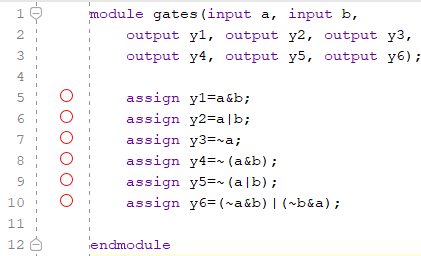 1 module gates(input a, input b,
2 output y1, output y2, output y3,
3 output y4, output y5, output y6);
4
5 assign y1=a&b;
6 assign y2=a|b;
7 assign y3=~a;
8 assign y4=~(a&b);
9 assign y5=~(a|b);
10 assign y6=(~a&b)|(~b&a);
11
12 endmodule